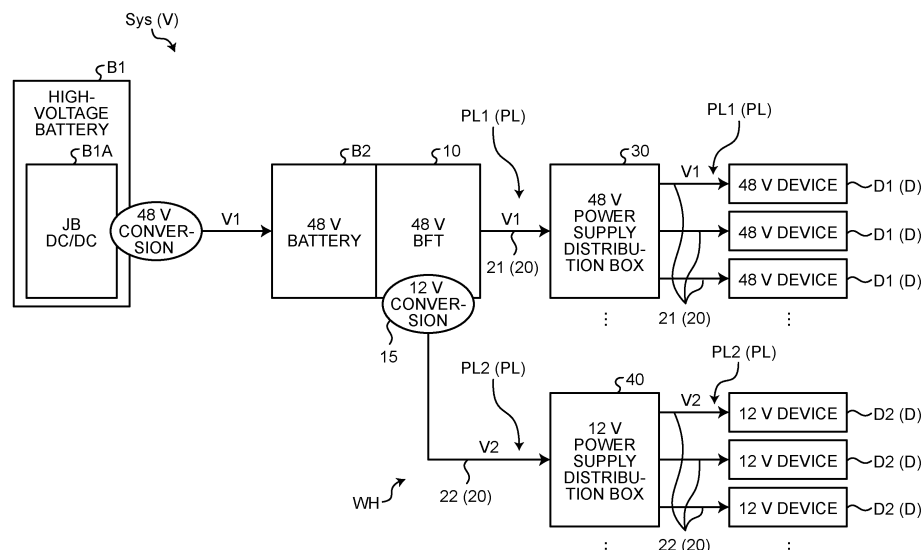 Sys (V)
B1
HIGH-
VOLTAGE
BATTERY
B1A
JB
DC/DC
48 V
CONVER-
SION
V1
B2
10
48 V
BATTERY
48 V
BFT
12 V
CONVER-
SION
15
PL1 (PL)
V1
21 (20)
30
48 V
POWER
SUPPLY
DISTRIBU-
TION BOX
PL1 (PL)
V1
48 V DEVICE
D1 (D)
48 V DEVICE
D1 (D)
48 V DEVICE
D1 (D)
21 (20)
PL2 (PL)
V2
22 (20)
WH
40
12 V
POWER
SUPPLY
DISTRIBU-
TION BOX
PL2 (PL)
V2
12 V DEVICE
D2 (D)
12 V DEVICE
D2 (D)
12 V DEVICE
D2 (D)
22 (20)